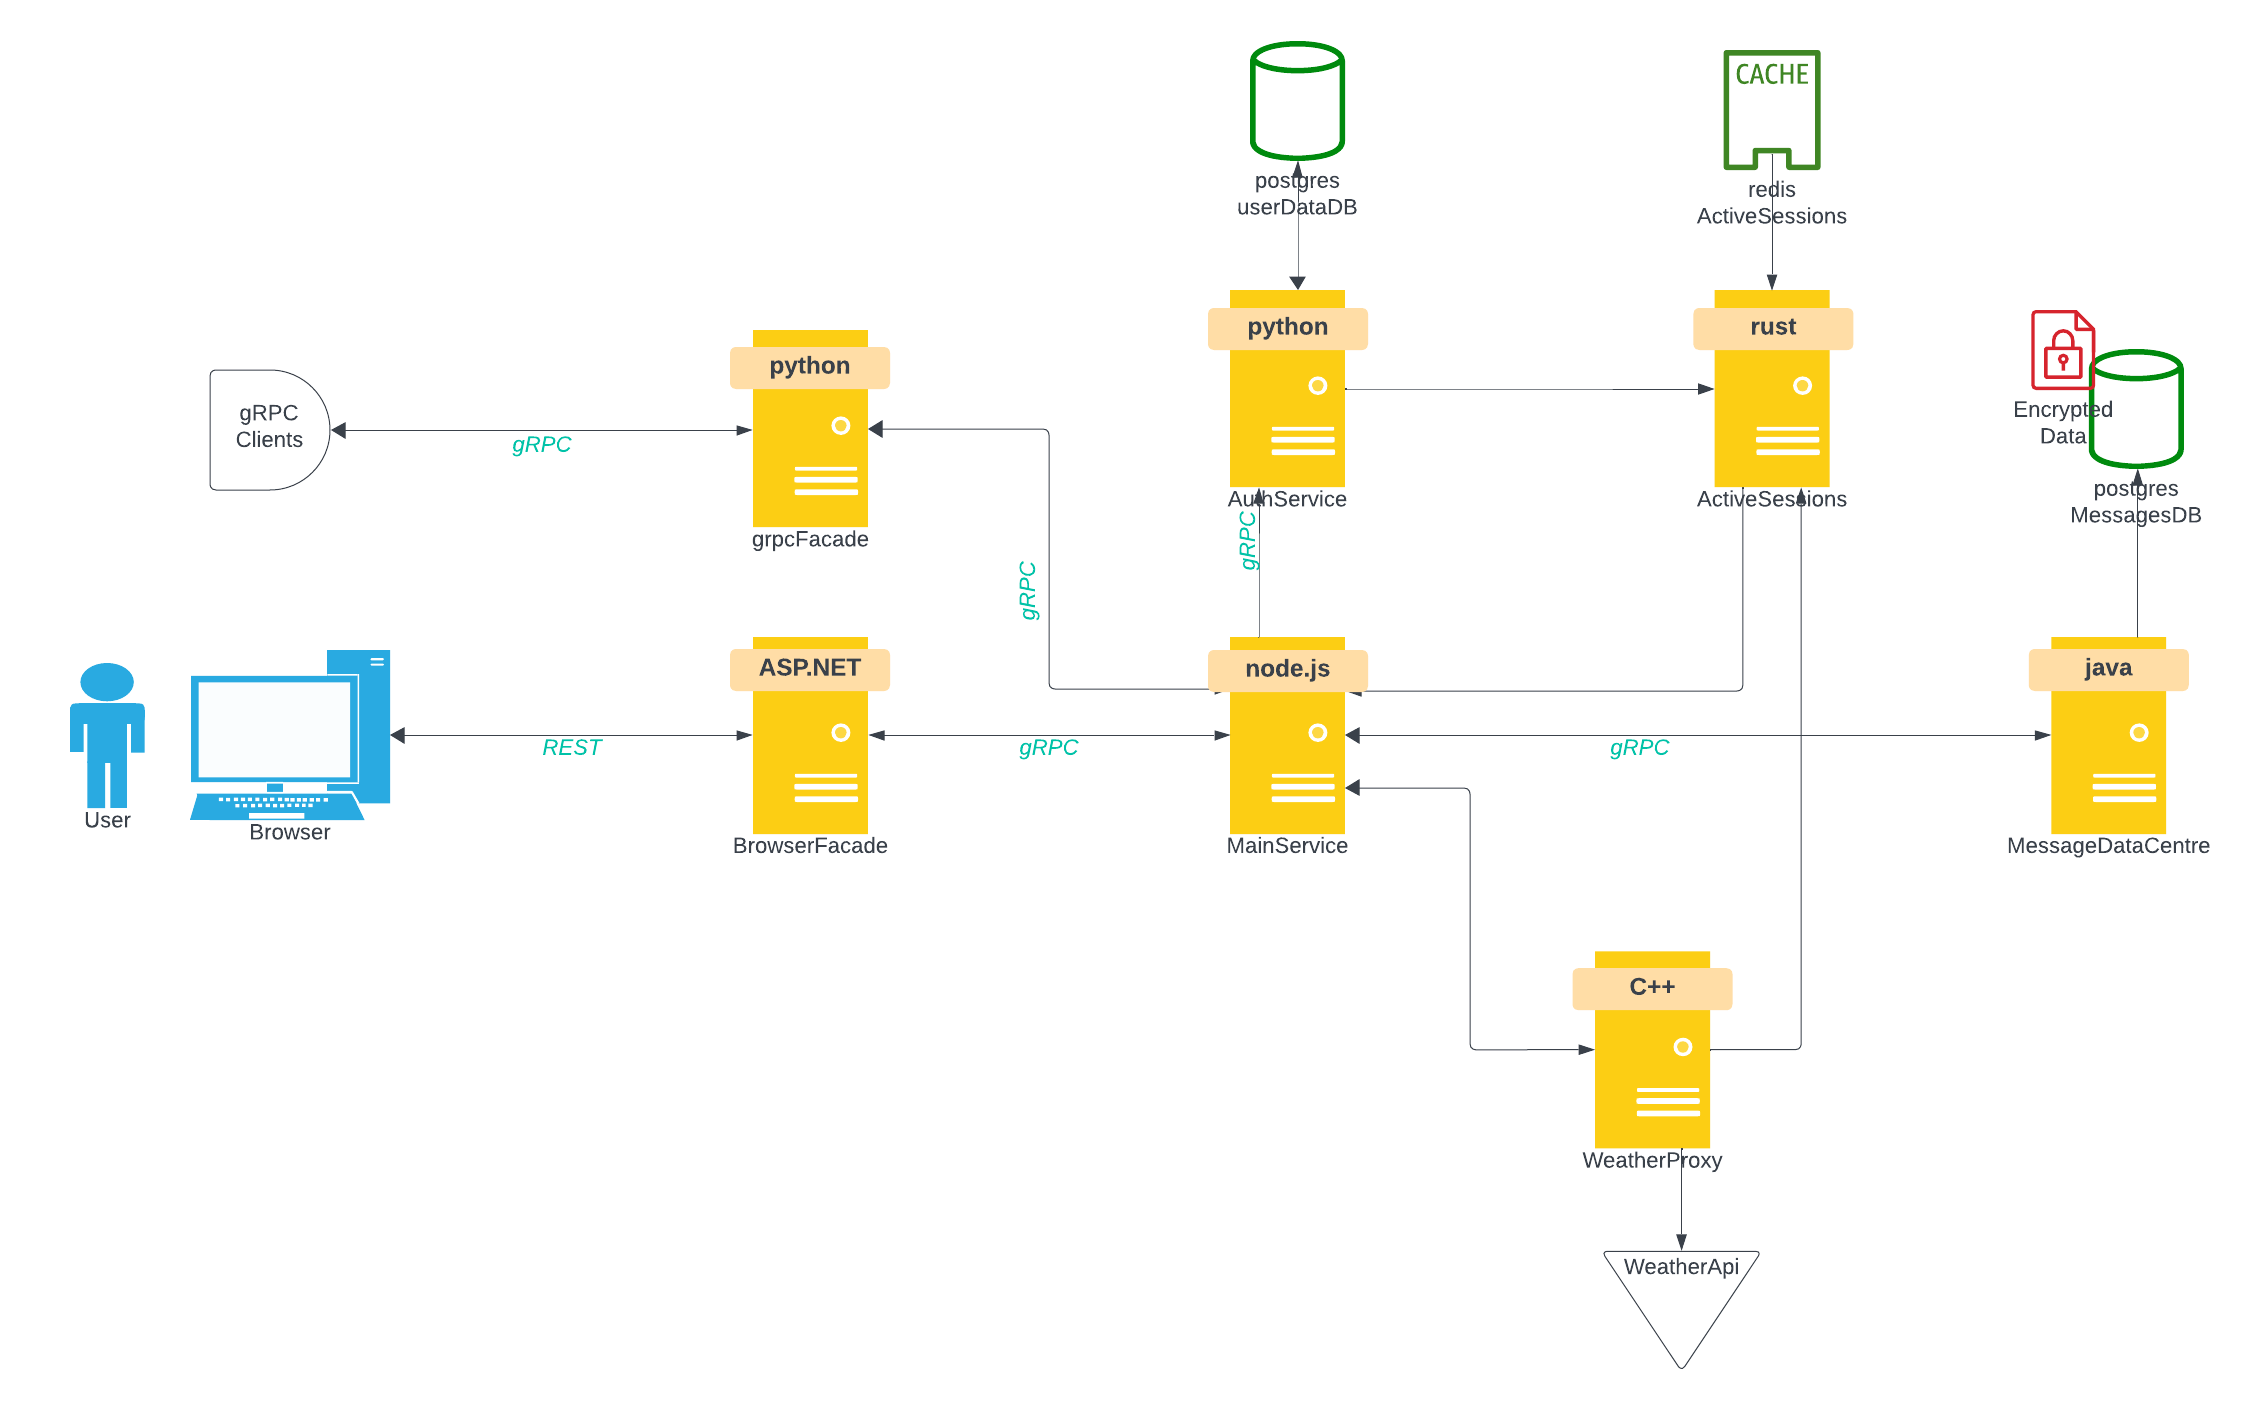 CACHE
postgres
userDataDB
redis
ActiveSessions
python
rust
python
gRPC
Clients
gRPC
Encrypted
Data
postgres
MessagesDB
AuthService
ActiveSessions
grpcFacade
gRPC
gRPC
ASP.NET
node.js
java
REST
gRPC
gRPC
User
Browser
BrowserFacade
MainService
MessageDataCentre
C++
WeatherProxy
WeatherApi